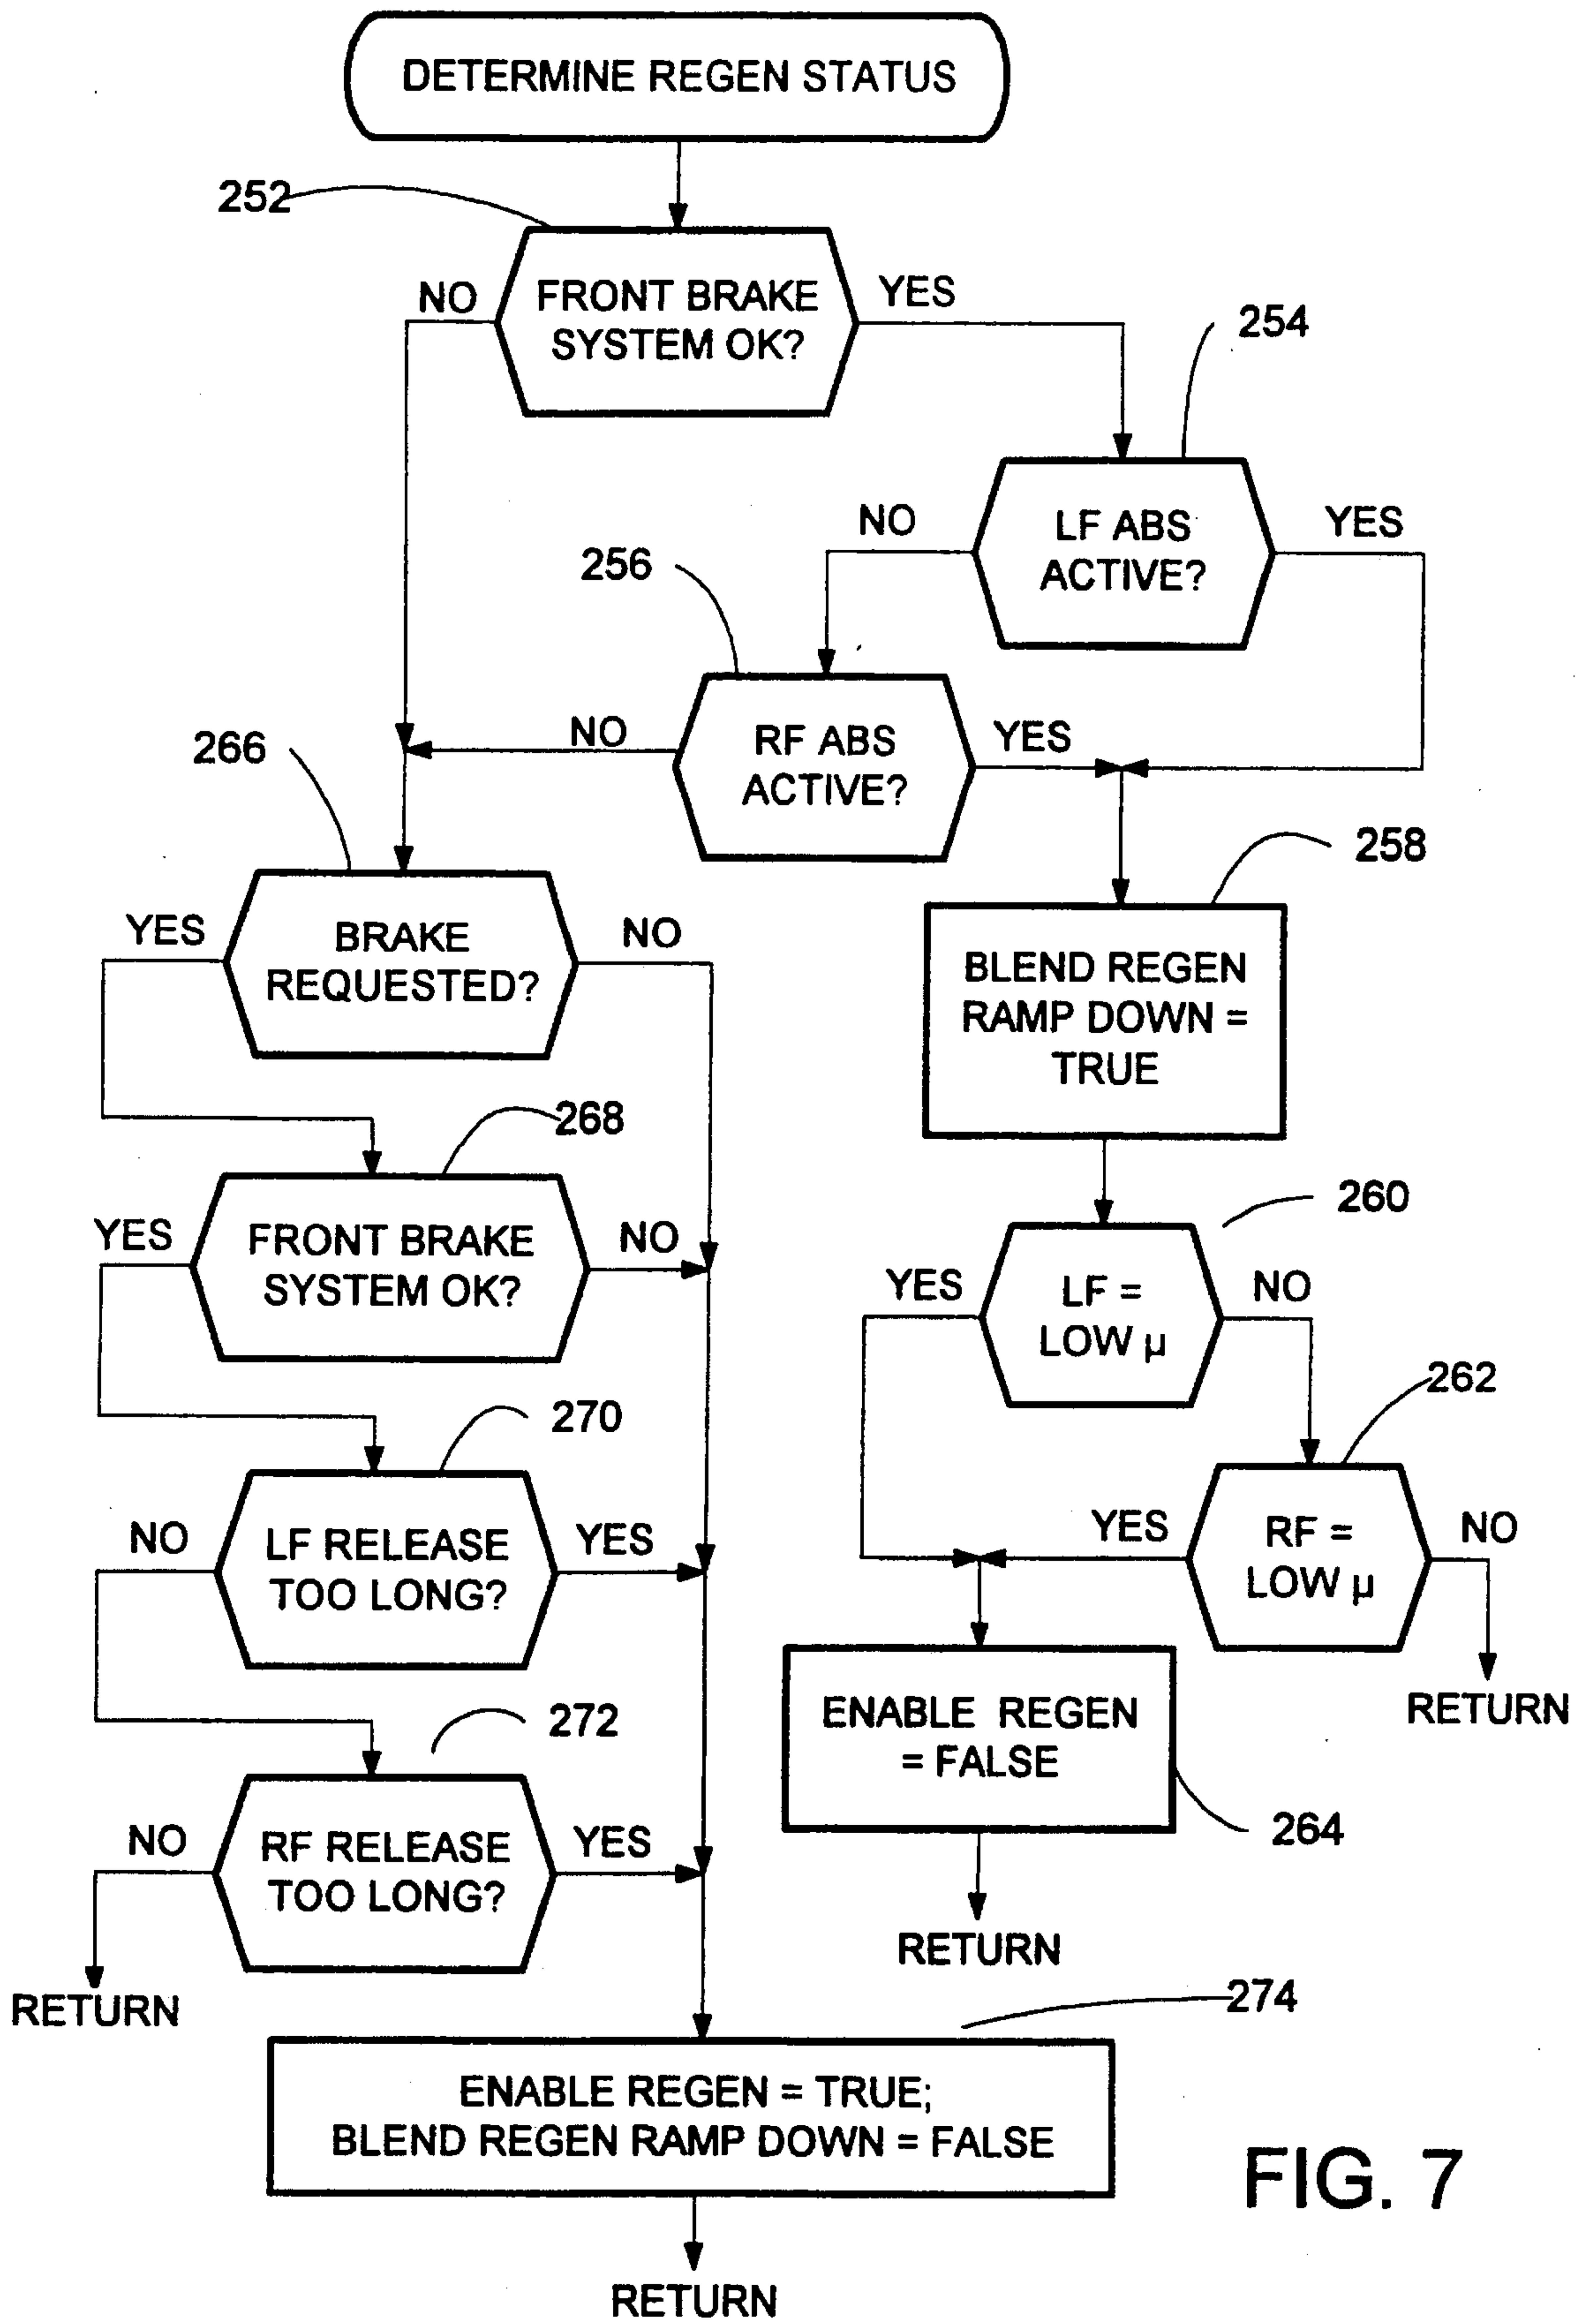 DETERMINE REGEN STATUS
252
NO
FRONT BRAKE
SYSTEM OK?
YES
254
NO
LF ABS
ACTIVE?
YES
256
NO
RF ABS
ACTIVE?
YES
266
258
YES
BRAKE
REQUESTED?
NO
BLEND REGEN
RAMP DOWN =
TRUE
268
YES
FRONT BRAKE
SYSTEM OK?
NO
260
YES
LF =
LOW µ
NO
262
270
NO
LF RELEASE
TOO LONG?
YES
YES
RF =
LOW µ
NO
RETURN
272
ENABLE REGEN
= FALSE
264
RETURN
NO
RF RELEASE
TOO LONG?
YES
RETURN
274
ENABLE REGEN = TRUE;
BLEND REGEN RAMP DOWN = FALSE
RETURN
FIG. 7